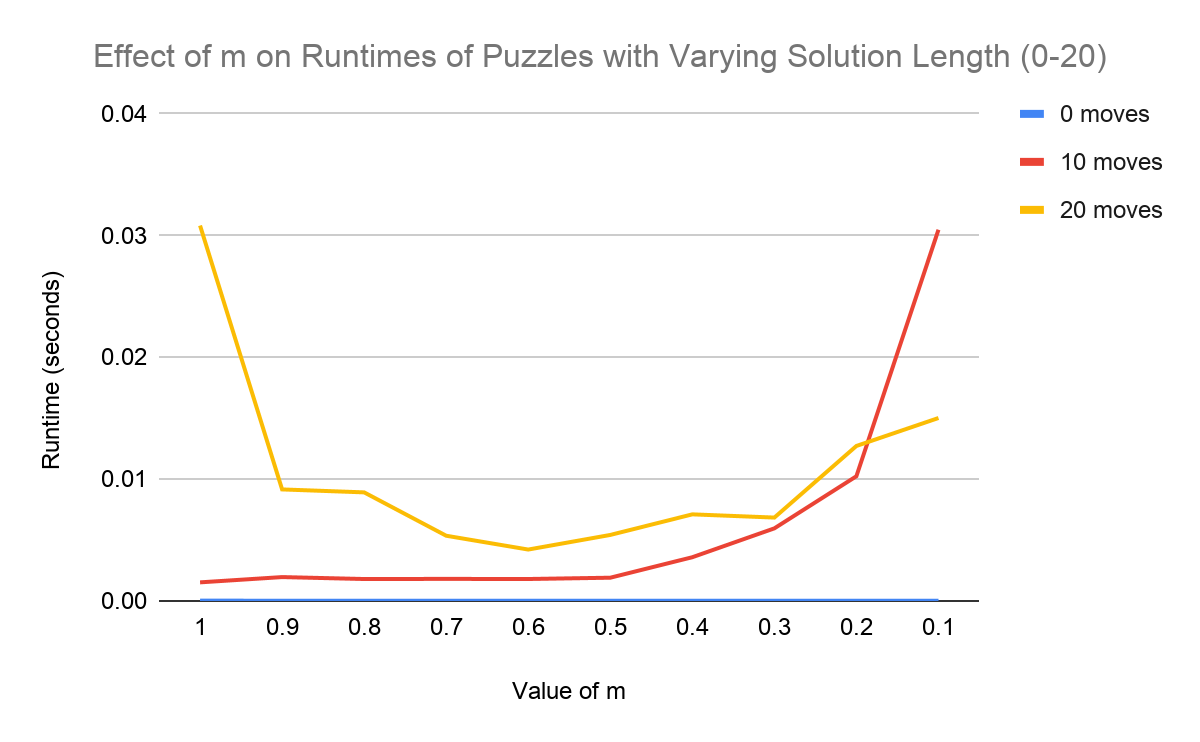 Effect of m on Runtimes of Puzzles with Varying Solution Length (0-20)
0.04
0.03
0.02
0.01
0.00
Runtime (seconds)
1 0.9 0.8 0.7 0.6 0.5 0.4 0.3 0.2 0.1
Value of m
0 moves
10 moves
20 moves